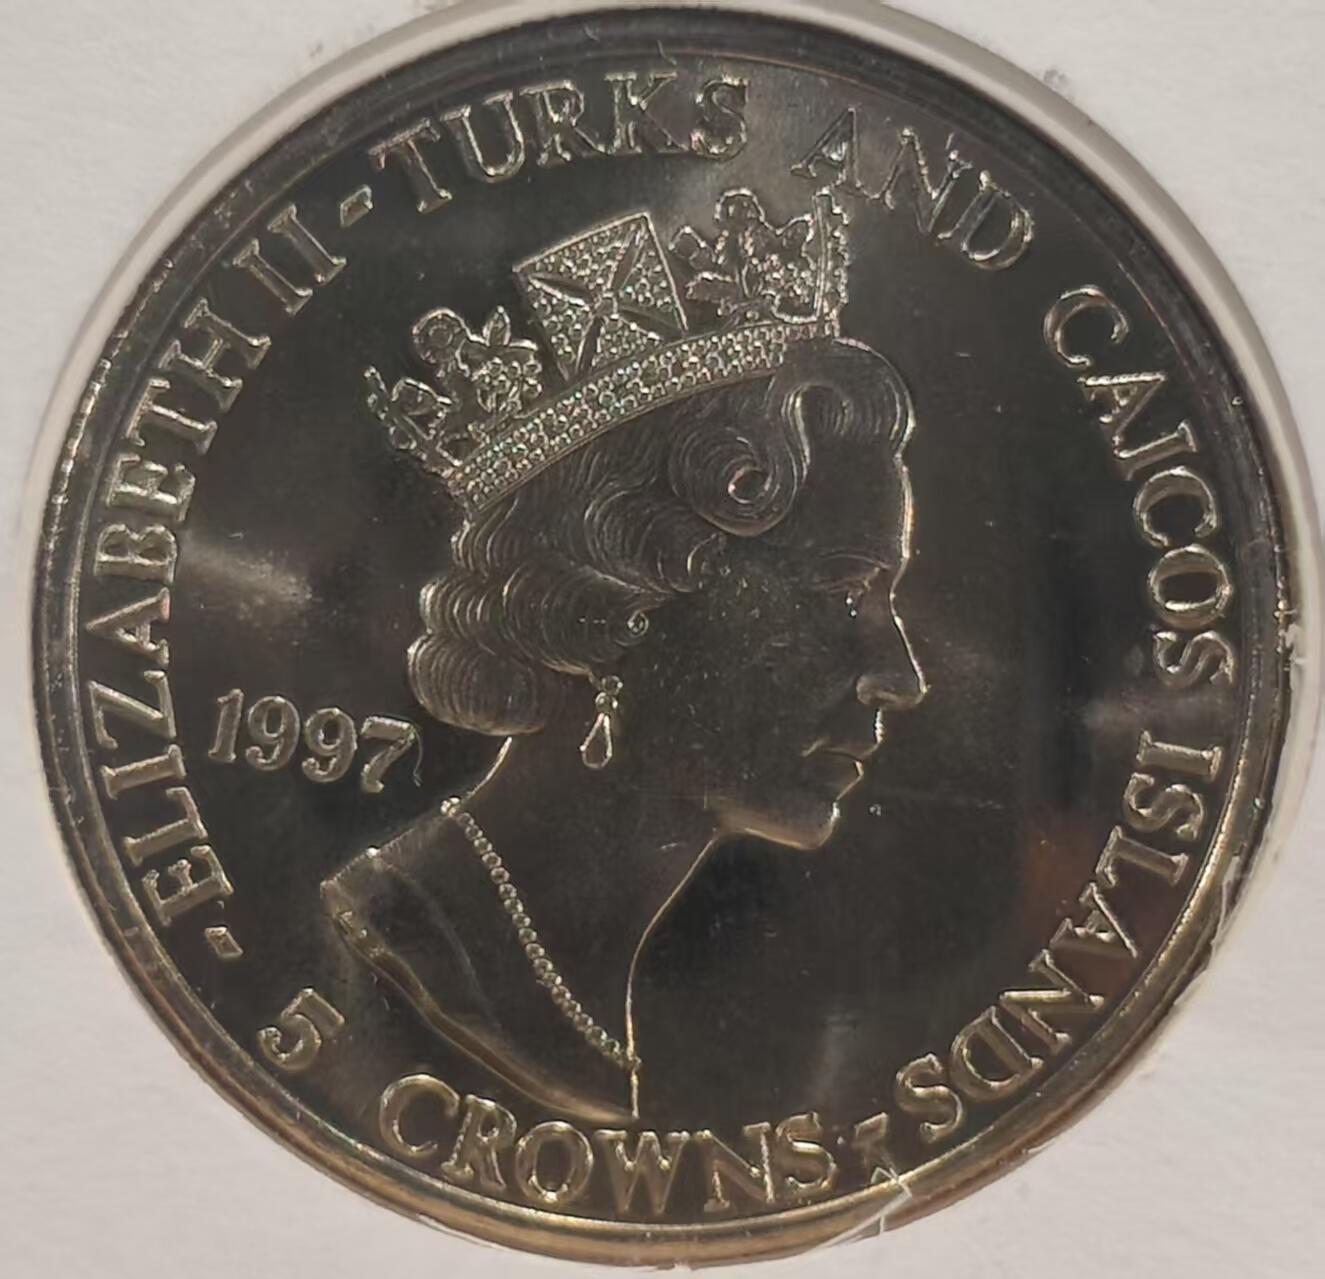 - ELIZABETH II - TURKS AND CAICOS ISLANDS - 5 CROWNS
1997